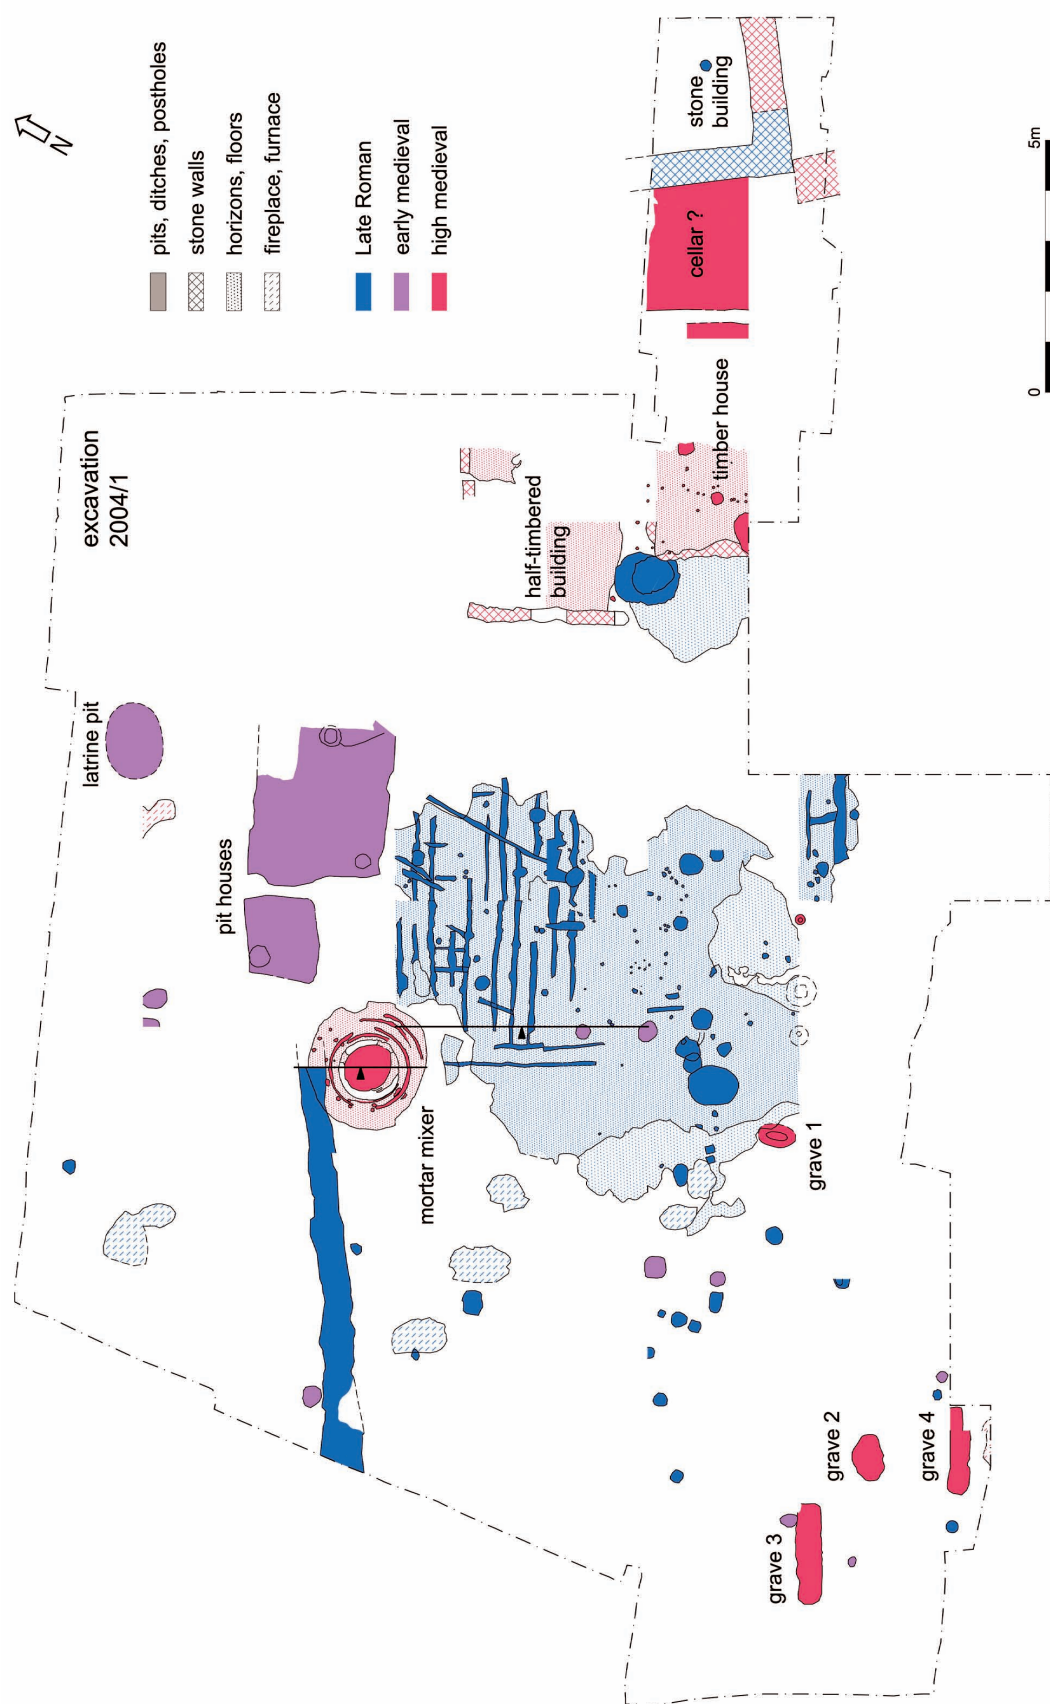 N
pits, ditches, postholes
stone walls
horizons, floors
fireplace, furnace
Late Roman
early medieval
high medieval
excavation
2004/1
latrine pit
pit houses
mortar mixer
half-timbered
building
timber house
cellar ?
stone
building
grave 1
grave 2
grave 3
grave 4
0
5m